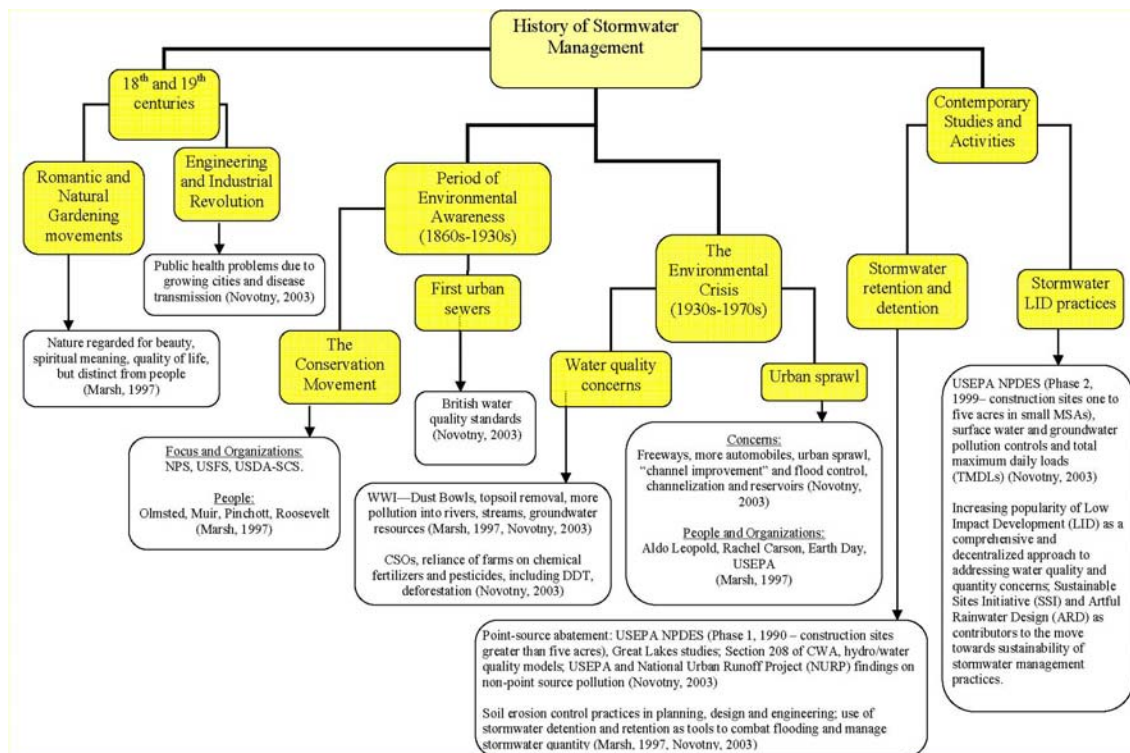 History of Stormwater
Management
18th and 19th
centuries
Romantic and
Natural
Gardening
movements
Engineering
and Industrial
Revolution
Public health problems due to
growing cities and disease
transmission (Novotny, 2003)
Nature regarded for beauty,
spiritual meaning, quality of life,
but distinct from people
(Marsh, 1997)
Period of
Environmental
Awareness
(1860s-1930s)
The
Conservation
Movement
Focus and Organizations:
NPS, USFS, USDA-SCS.
People:
Olmsted, Muir, Pinchott, Roosevelt
(Marsh, 1997)
First urban
sewers
British water
quality standards
(Novotny, 2003)
The
Environmental
Crisis
(1930s-1970s)
Water quality
concerns
WWI—Dust Bowls, topsoil removal, more
pollution into rivers, streams, groundwater
resources (Marsh, 1997, Novotny, 2003)
CSOs, reliance of farms on chemical
fertilizers and pesticides, including DDT,
deforestation (Novotny, 2003)
Urban sprawl
Concerns:
Freeways, more automobiles, urban sprawl,
“channel improvement” and flood control,
channelization and reservoirs (Novotny,
2003)
People and Organizations:
Aldo Leopold, Rachel Carson, Earth Day,
USEPA
(Marsh, 1997)
Contemporary
Studies and
Activities
Stormwater
retention and
detention
Point-source abatement: USEPA NPDES (Phase 1, 1990 – construction sites
greater than five acres), Great Lakes studies; Section 208 of CWA, hydro/water
quality models; USEPA and National Urban Runoff Project (NURP) findings on
non-point source pollution (Novotny, 2003)
Soil erosion control practices in planning, design and engineering; use of
stormwater detention and retention as tools to combat flooding and manage
stormwater quantity (Marsh, 1997, Novotny, 2003)
Stormwater
LID practices
USEPA NPDES (Phase 2,
1999– construction sites one to
five acres in small MSAs),
surface water and groundwater
pollution controls and total
maximum daily loads
(TMDLs) (Novotny, 2003)
Increasing popularity of Low
Impact Development (LID) as a
comprehensive and
decentralized approach to
addressing water quality and
quantity concerns; Sustainable
Sites Initiative (SSI) and Artful
Rainwater Design (ARD) as
contributors to the move
towards sustainability of
stormwater management
practices.